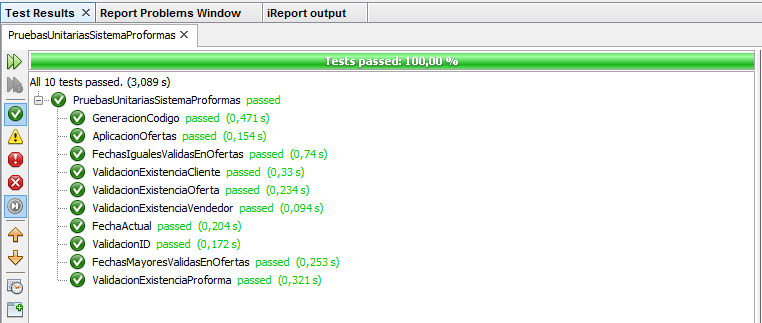 Test Results Report Problems Window iReport output
PruebasUnitariasSistemaProformas
Tests passed: 100,00 %
All 10 tests passed. (3,089 s)
PruebasUnitariasSistemaProformas passed
GeneracionCodigo passed (0,471 s)
AplicacionOfertas passed (0,154 s)
FechasIgualesValidasEnOfertas passed (0,74 s)
ValidacionExistenciaCliente passed (0,33 s)
ValidacionExistenciaOferta passed (0,234 s)
ValidacionExistenciaVendedor passed (0,094 s)
FechaActual passed (0,204 s)
ValidacionID passed (0,172 s)
FechasMayoresValidasEnOfertas passed (0,253 s)
ValidacionExistenciaProforma passed (0,321 s)